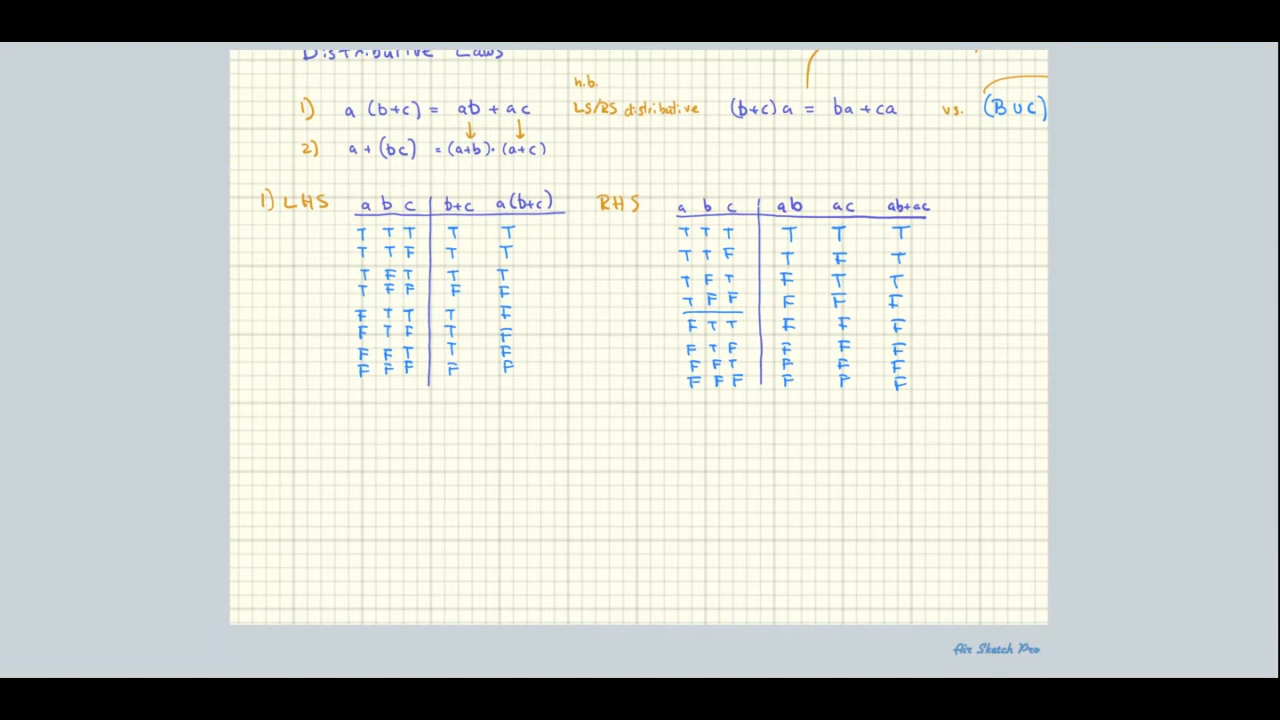 Distributive Laws
n.b.
1) a (b+c) = ab + ac LS/RS distributive (b+c) a = ba + ca vs. (B ∪ C)
2) a + (bc) = (a+b) · (a+c)
1) LHS a b c b+c a(b+c) RHS a b c ab ac ab+ac
T T T T T T T T T T T
T T F T T T T F T F T
T F T T T T F T F T T
T F F F F T F F F F F
F T T T F F T T F F F
F T F T F F T F F F F
F F T T F F F T F F F
F F F F F F F F F F F
Air Sketch Pro